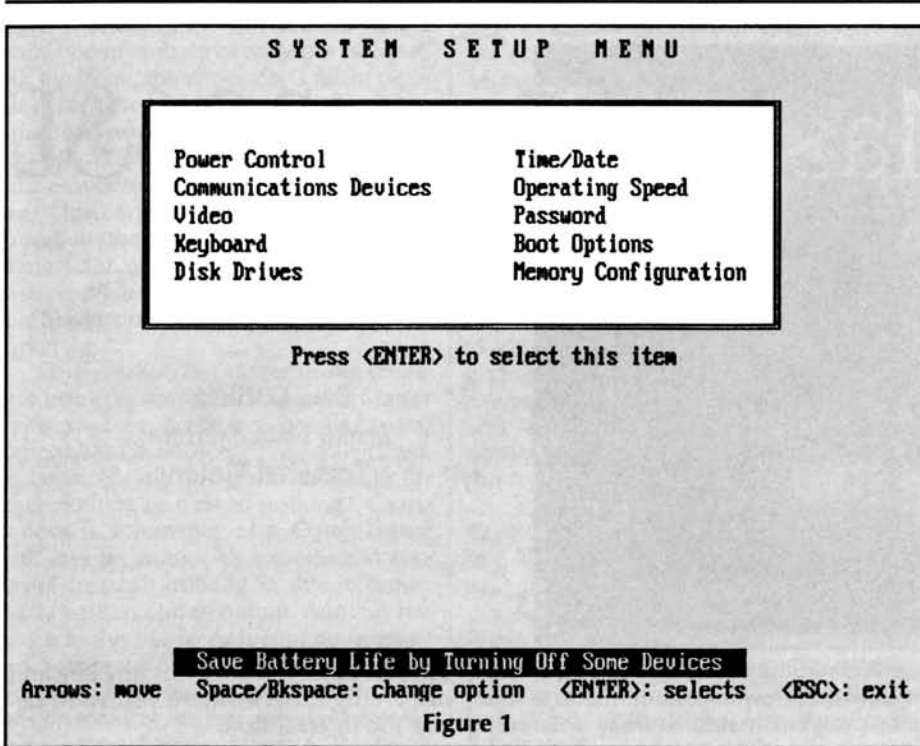 SYSTEM SETUP MENU
Power Control
Communications Devices
Video
Keyboard
Disk Drives
Time/Date
Operating Speed
Password
Boot Options
Memory Configuration
Press <ENTER> to select this item
Save Battery Life by Turning Off Some Devices
Arrows: move Space/Bkspace: change option <ENTER>: selects <ESC>: exit
Figure 1